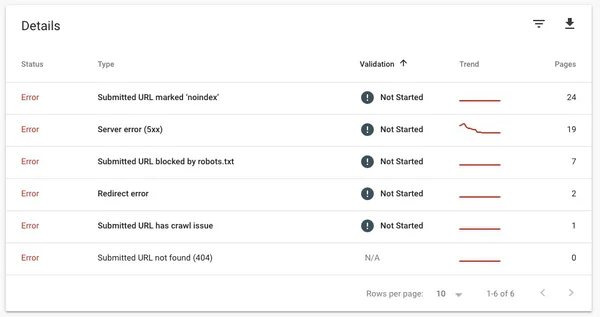 Details
Status Type Validation Trend Pages
Error Submitted URL marked ‘noindex’ Not Started 24
Error Server error (5xx) Not Started 19
Error Submitted URL blocked by robots.txt Not Started 7
Error Redirect error Not Started 2
Error Submitted URL has crawl issue Not Started 1
Error Submitted URL not found (404) N/A 0
Rows per page: 10 1-6 of 6